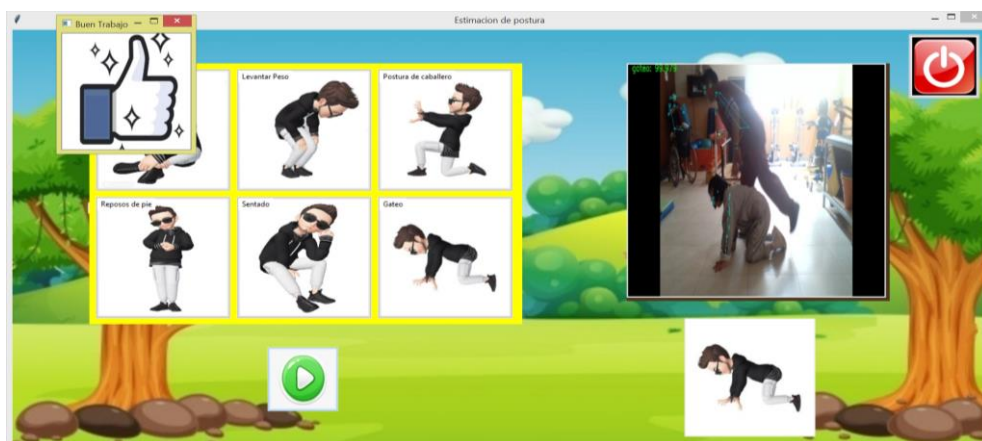 Estimacion de postura
Buen Trabajo
Levantar Peso
Postura de caballero
Reposos de pie
Sentado
Gateo